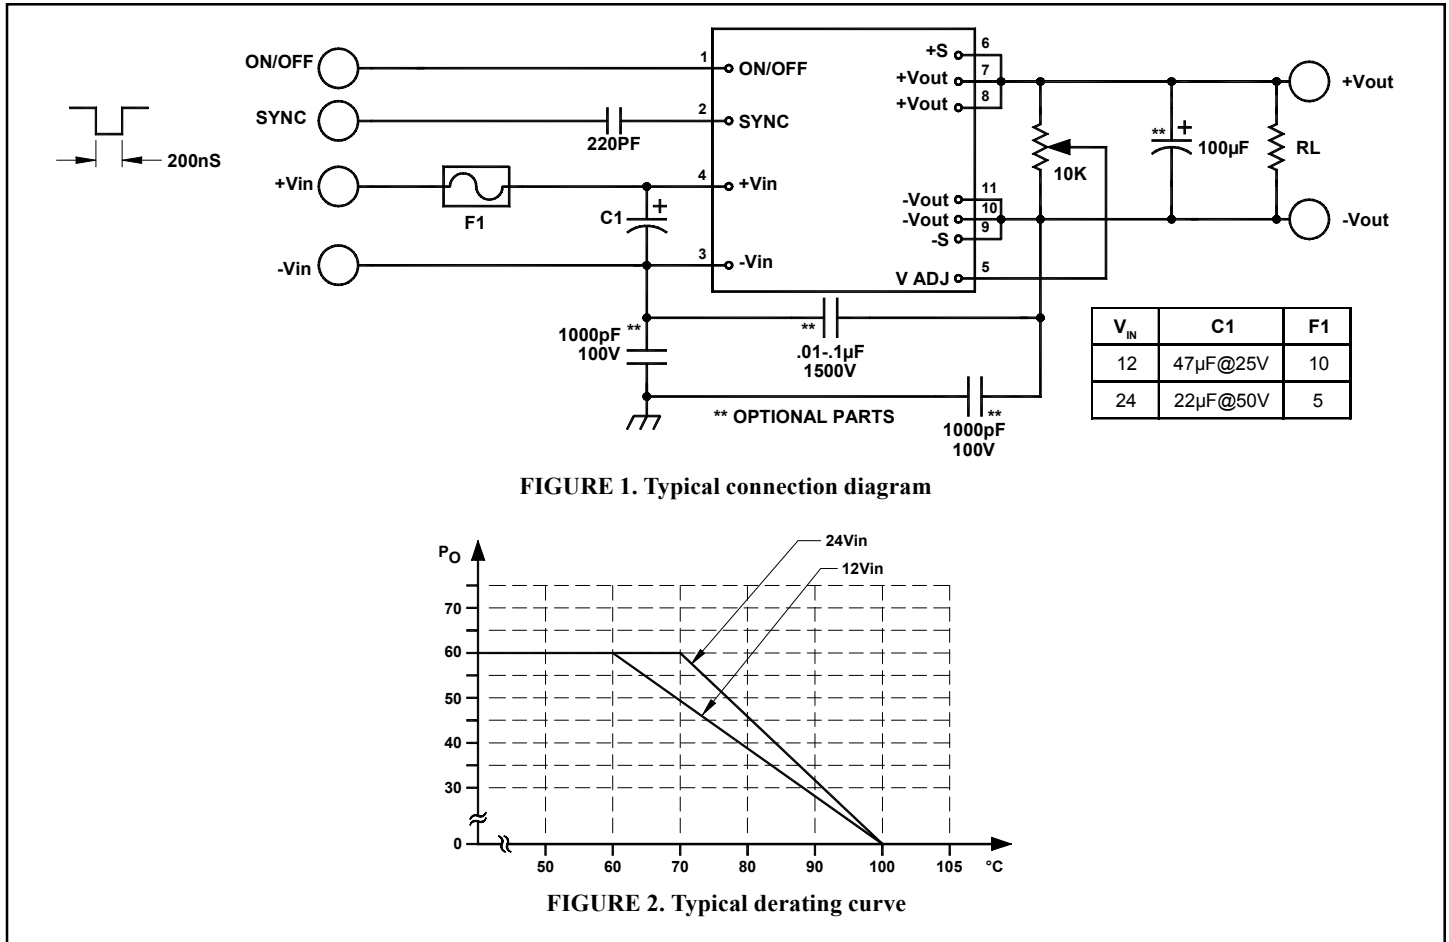 ON/OFF
SYNC
200nS
+Vin
-Vin
220PF
F1
C1 +
1 ON/OFF
2 SYNC
4 +Vin
3 -Vin
+S 6
+Vout 7
+Vout 8
-Vout 11
-Vout 10
-S 9
V ADJ 5
10K
** +
100µF
RL
+Vout
-Vout
1000pF **
100V
**
.01-.1µF
1500V
** OPTIONAL PARTS
**
1000pF
100V
VIN C1 F1
12 47µF@25V 10
24 22µF@50V 5
FIGURE 1. Typical connection diagram
PO
24Vin
12Vin
70
60
50
40
30
0
50 60 70 80 90 100 105 °C
FIGURE 2. Typical derating curve